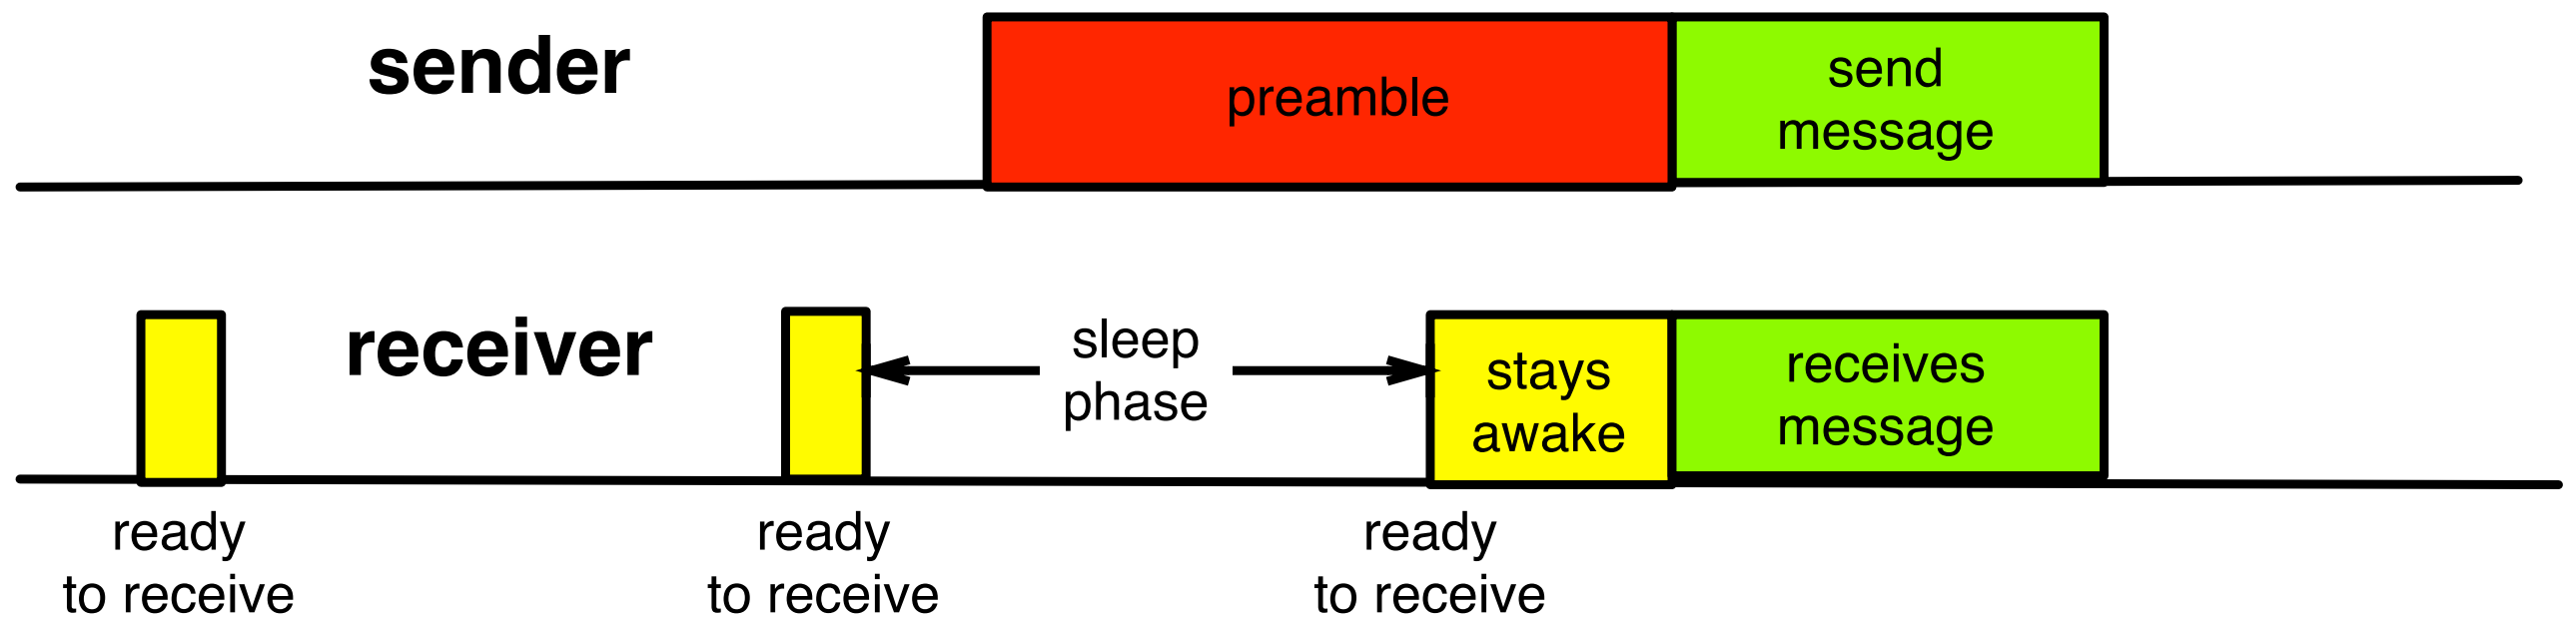 sender
preamble
send
message
receiver
sleep
phase
stays
awake
receives
message
ready
to receive
ready
to receive
ready
to receive